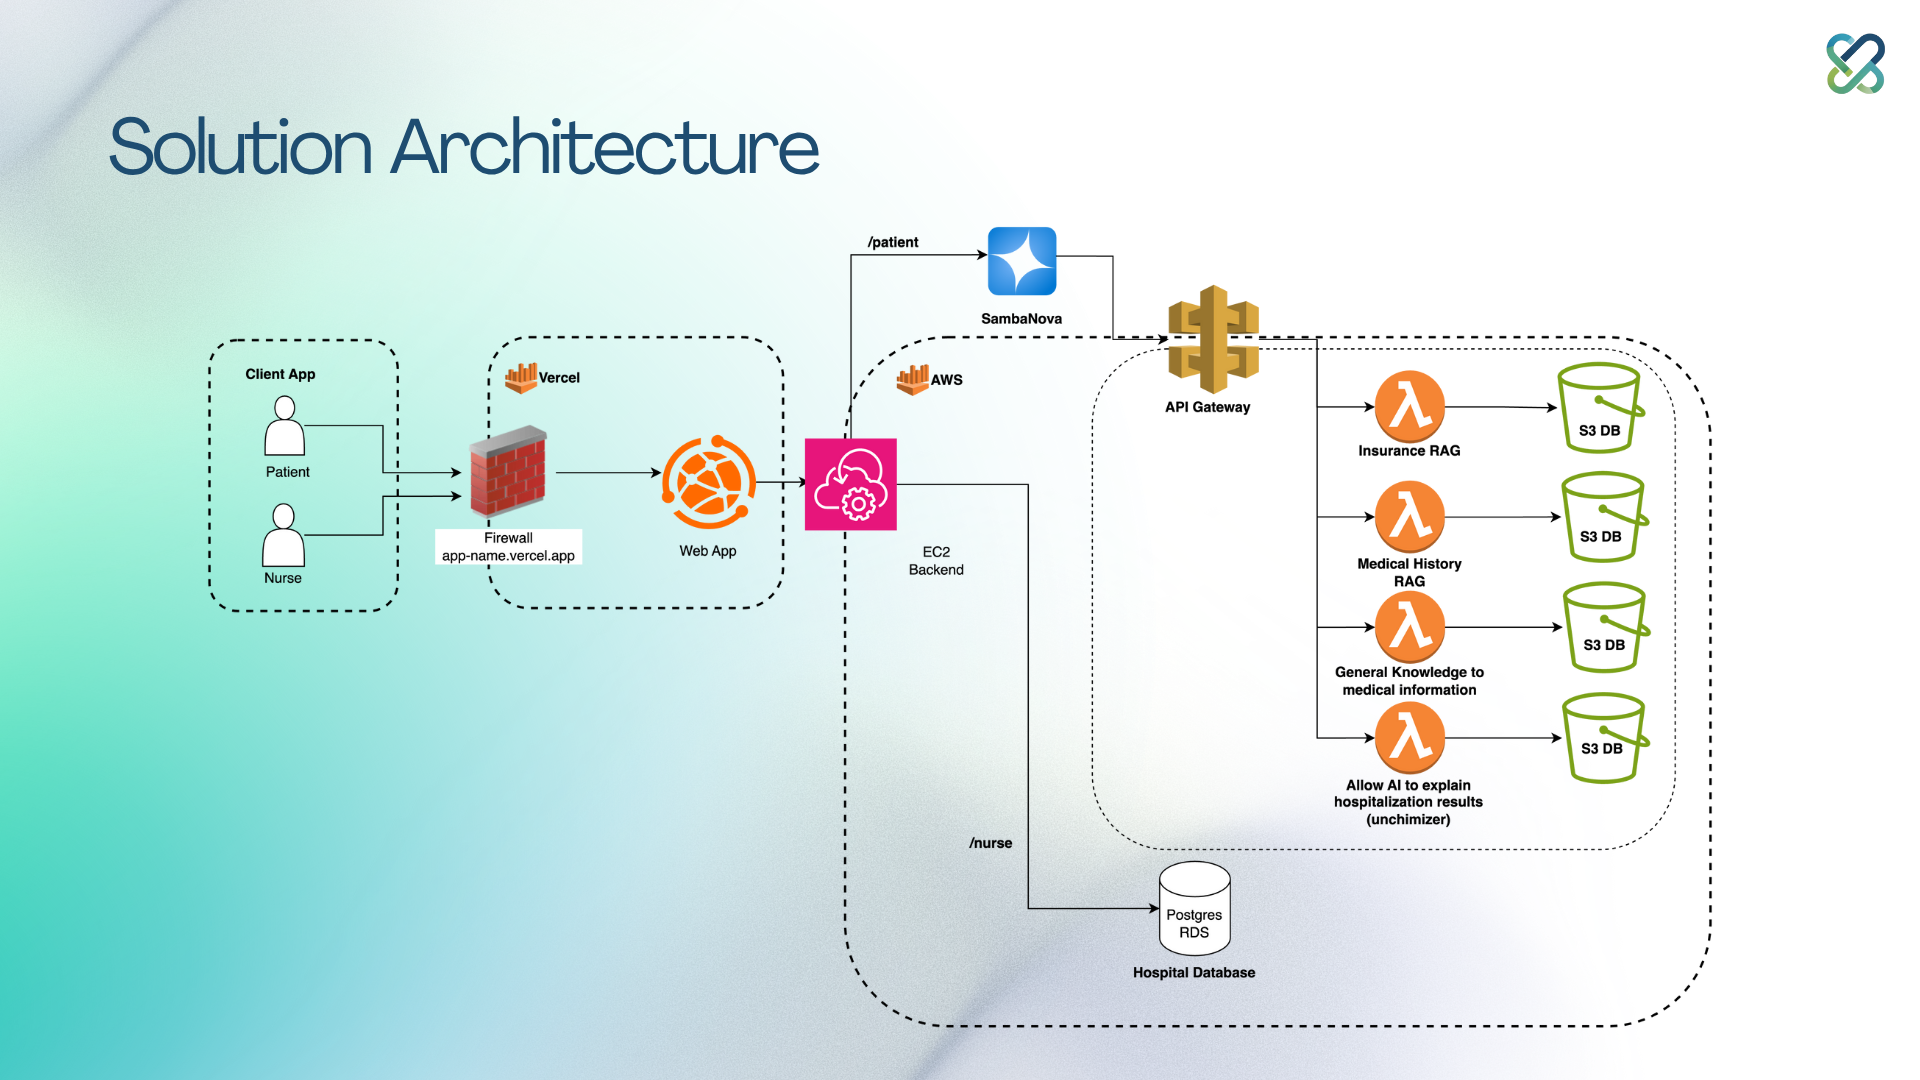 Solution Architecture
/patient
SambaNova
Client App
Patient
Nurse
Vercel
Firewall
app-name.vercel.app
Web App
AWS
EC2
Backend
API Gateway
Insurance RAG
S3 DB
Medical History
RAG
S3 DB
General Knowledge to
medical information
S3 DB
Allow AI to explain
hospitalization results
(unchimizer)
S3 DB
/nurse
Postgres
RDS
Hospital Database